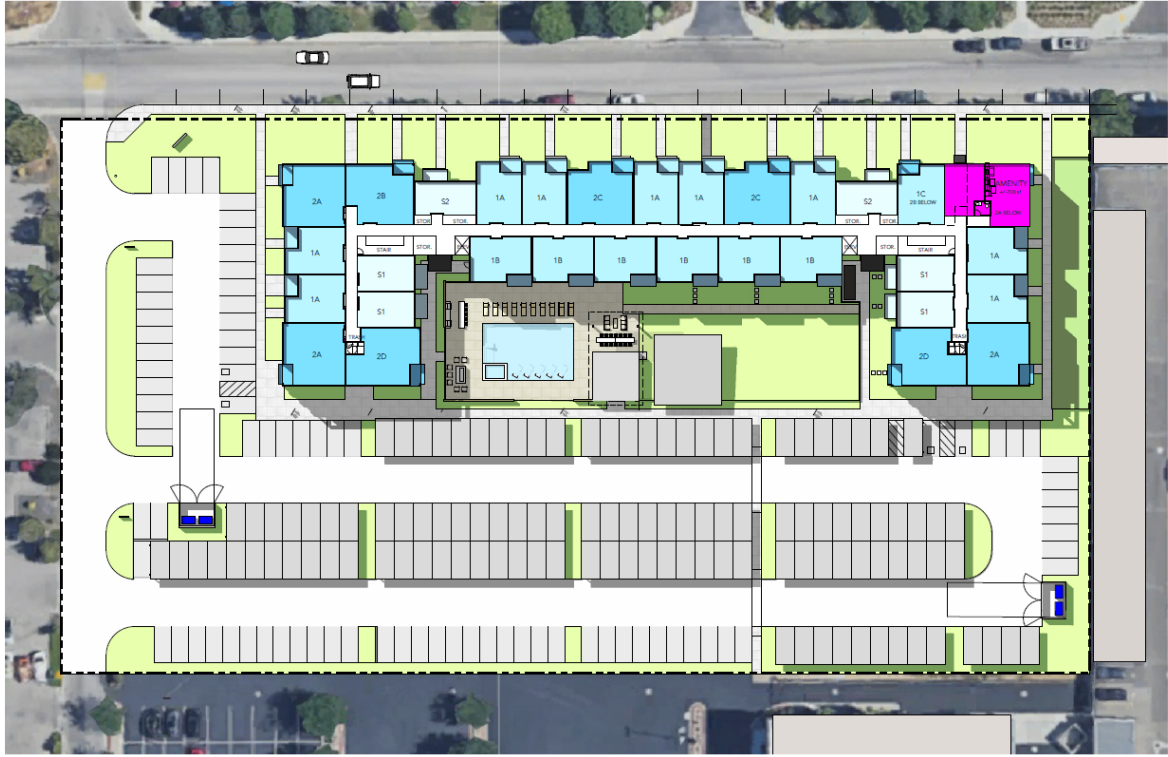 2A
2B
S2
1A
1A
2C
1A
1A
2C
1A
S2
1C
2B BELOW
AMENITY
2A BELOW
STOR.
STOR.
STOR.
STOR.
1A
STAIR
STOR.
1B
1B
1B
1B
1B
1B
STOR.
STAIR
1A
S1
S1
1A
S1
S1
1A
TRASH
TRASH
2A
2D
2D
2A